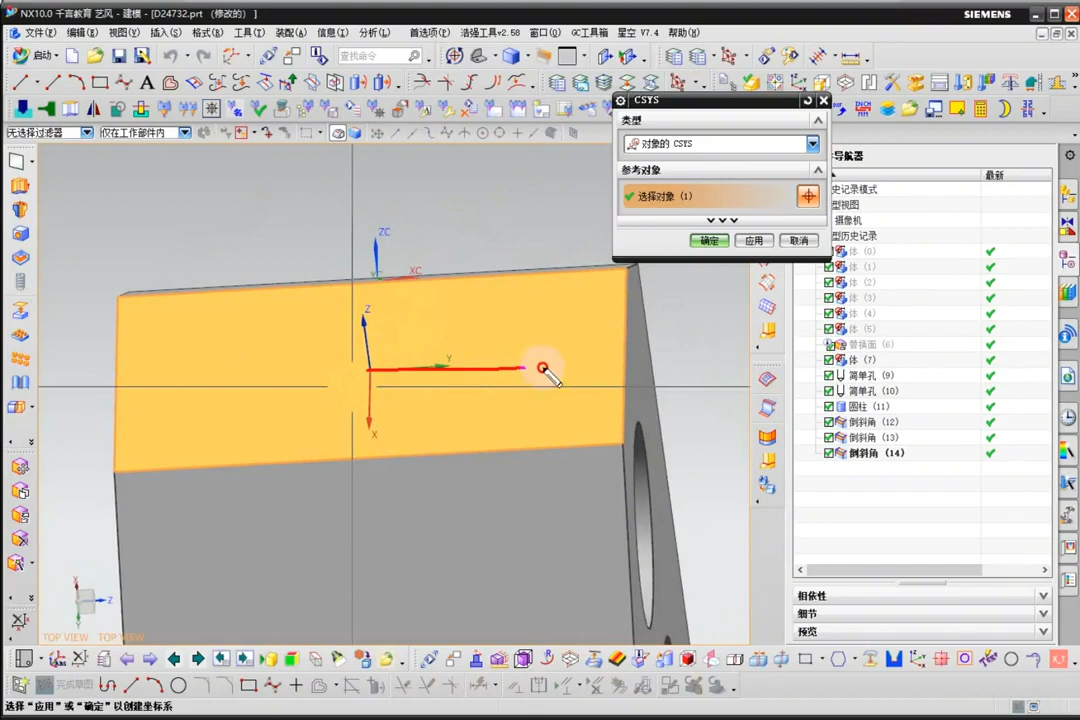 NX10.0 千言教育 艺风 - 建模 - [D24732.prt (修改的) ]
SIEMENS
文件(F) 编辑(E) 视图(V) 插入(S) 格式(R) 工具(T) 装配(A) 信息(I) 分析(L) 首选项(P) 浩强工具v2.58 窗口(O) GC工具箱 星空 V7.4 帮助(H)
启动
查找命令
无选择过滤器
仅在工作部件内
CSYS
类型
对象的 CSYS
参考对象
选择对象 (1)
确定
应用
取消
导航器
最新
史记录模式
型视图
摄像机
型历史记录
体 (0)
体 (1)
体 (2)
体 (3)
体 (4)
体 (5)
替换面 (6)
体 (7)
简单孔 (9)
简单孔 (10)
圆柱 (11)
倒斜角 (12)
倒斜角 (13)
倒斜角 (14)
相依性
细节
预览
ZC
YC
XC
Z
Y
X
X
Z
Y
TOP VIEW TOP VIEW
完成草图
选择“应用”或“确定”以创建坐标系